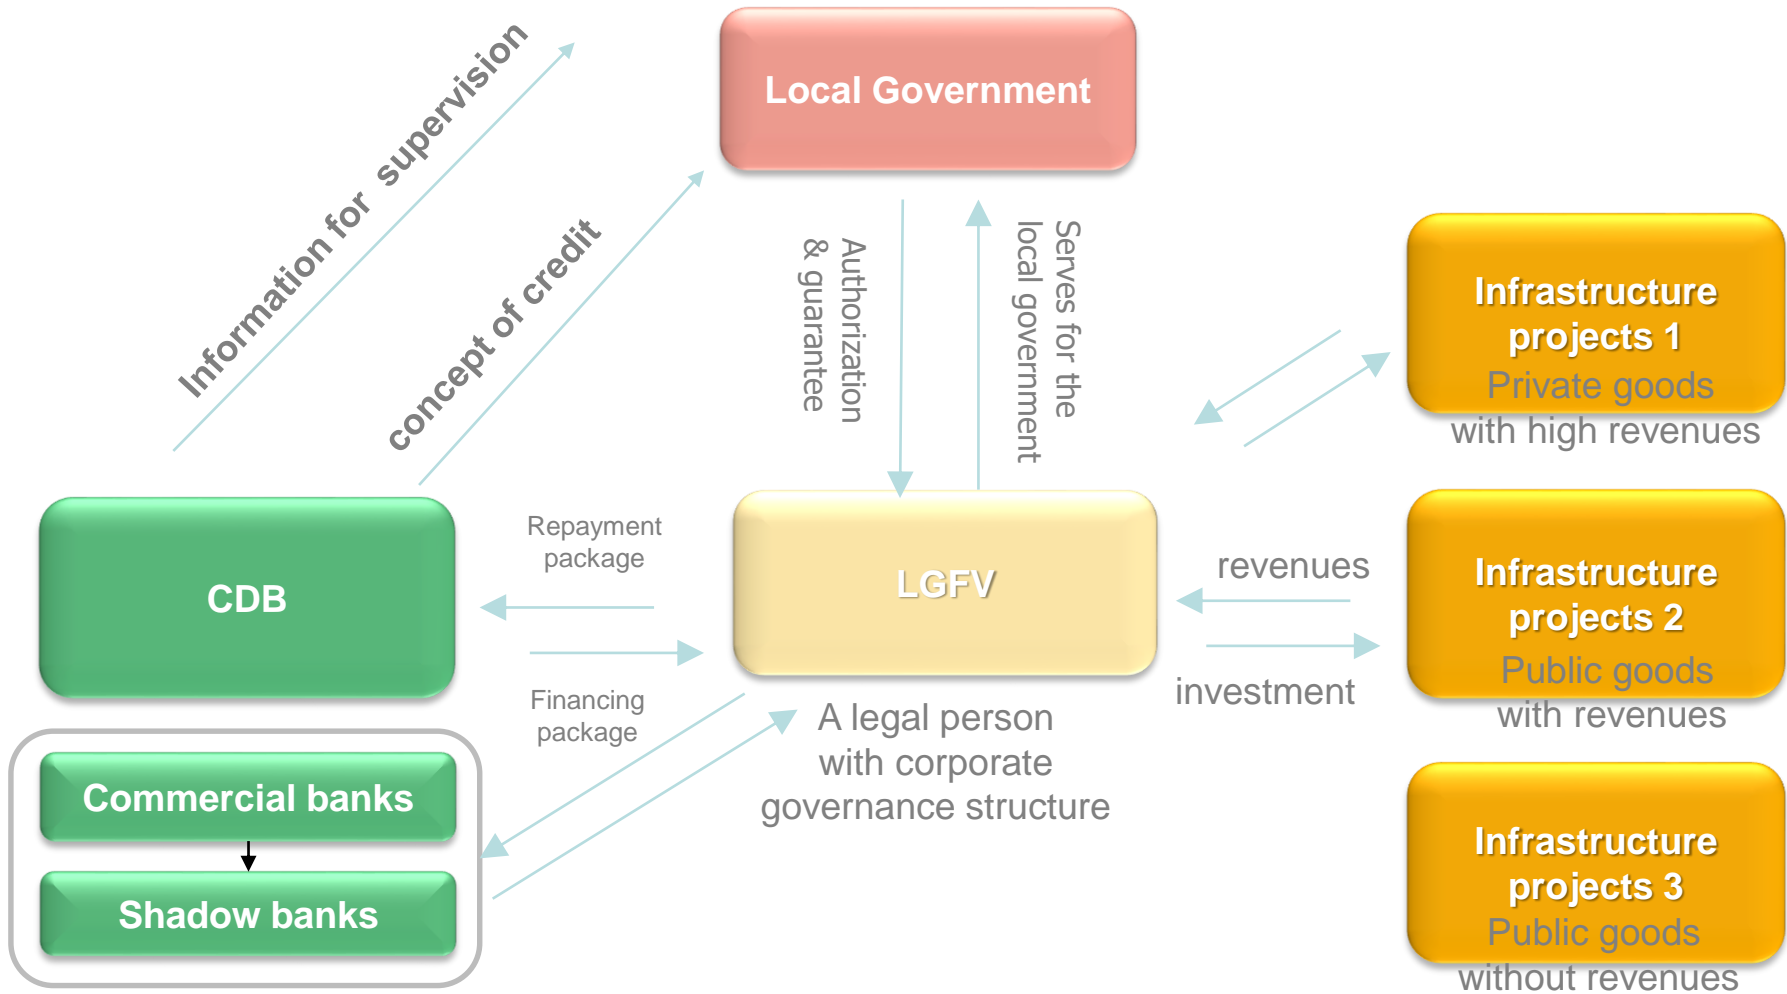 Local Government
Information for  supervision
concept of credit
Authorization
& guarantee
Serves for the
local government
Infrastructure
projects 1
Private goods
with high revenues
CDB
Repayment
package
Financing
package
LGFV
A legal person
with corporate
governance structure
revenues
investment
Infrastructure
projects 2
Public goods
with revenues
Commercial banks
Shadow banks
Infrastructure
projects 3
Public goods
without revenues